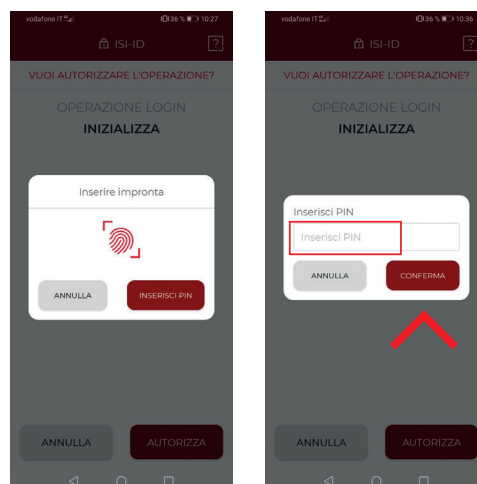 vodafone IT 36 % 10:27
ISI-ID ?
VUOI AUTORIZZARE L'OPERAZIONE?
OPERAZIONE LOGIN
INIZIALIZZA
Inserire impronta
ANNULLA INSERISCI PIN
ANNULLA AUTORIZZA
vodafone IT 36 % 10:36
ISI-ID ?
VUOI AUTORIZZARE L'OPERAZIONE?
OPERAZIONE LOGIN
INIZIALIZZA
Inserisci PIN
Inserisci PIN
ANNULLA CONFERMA
ANNULLA AUTORIZZA